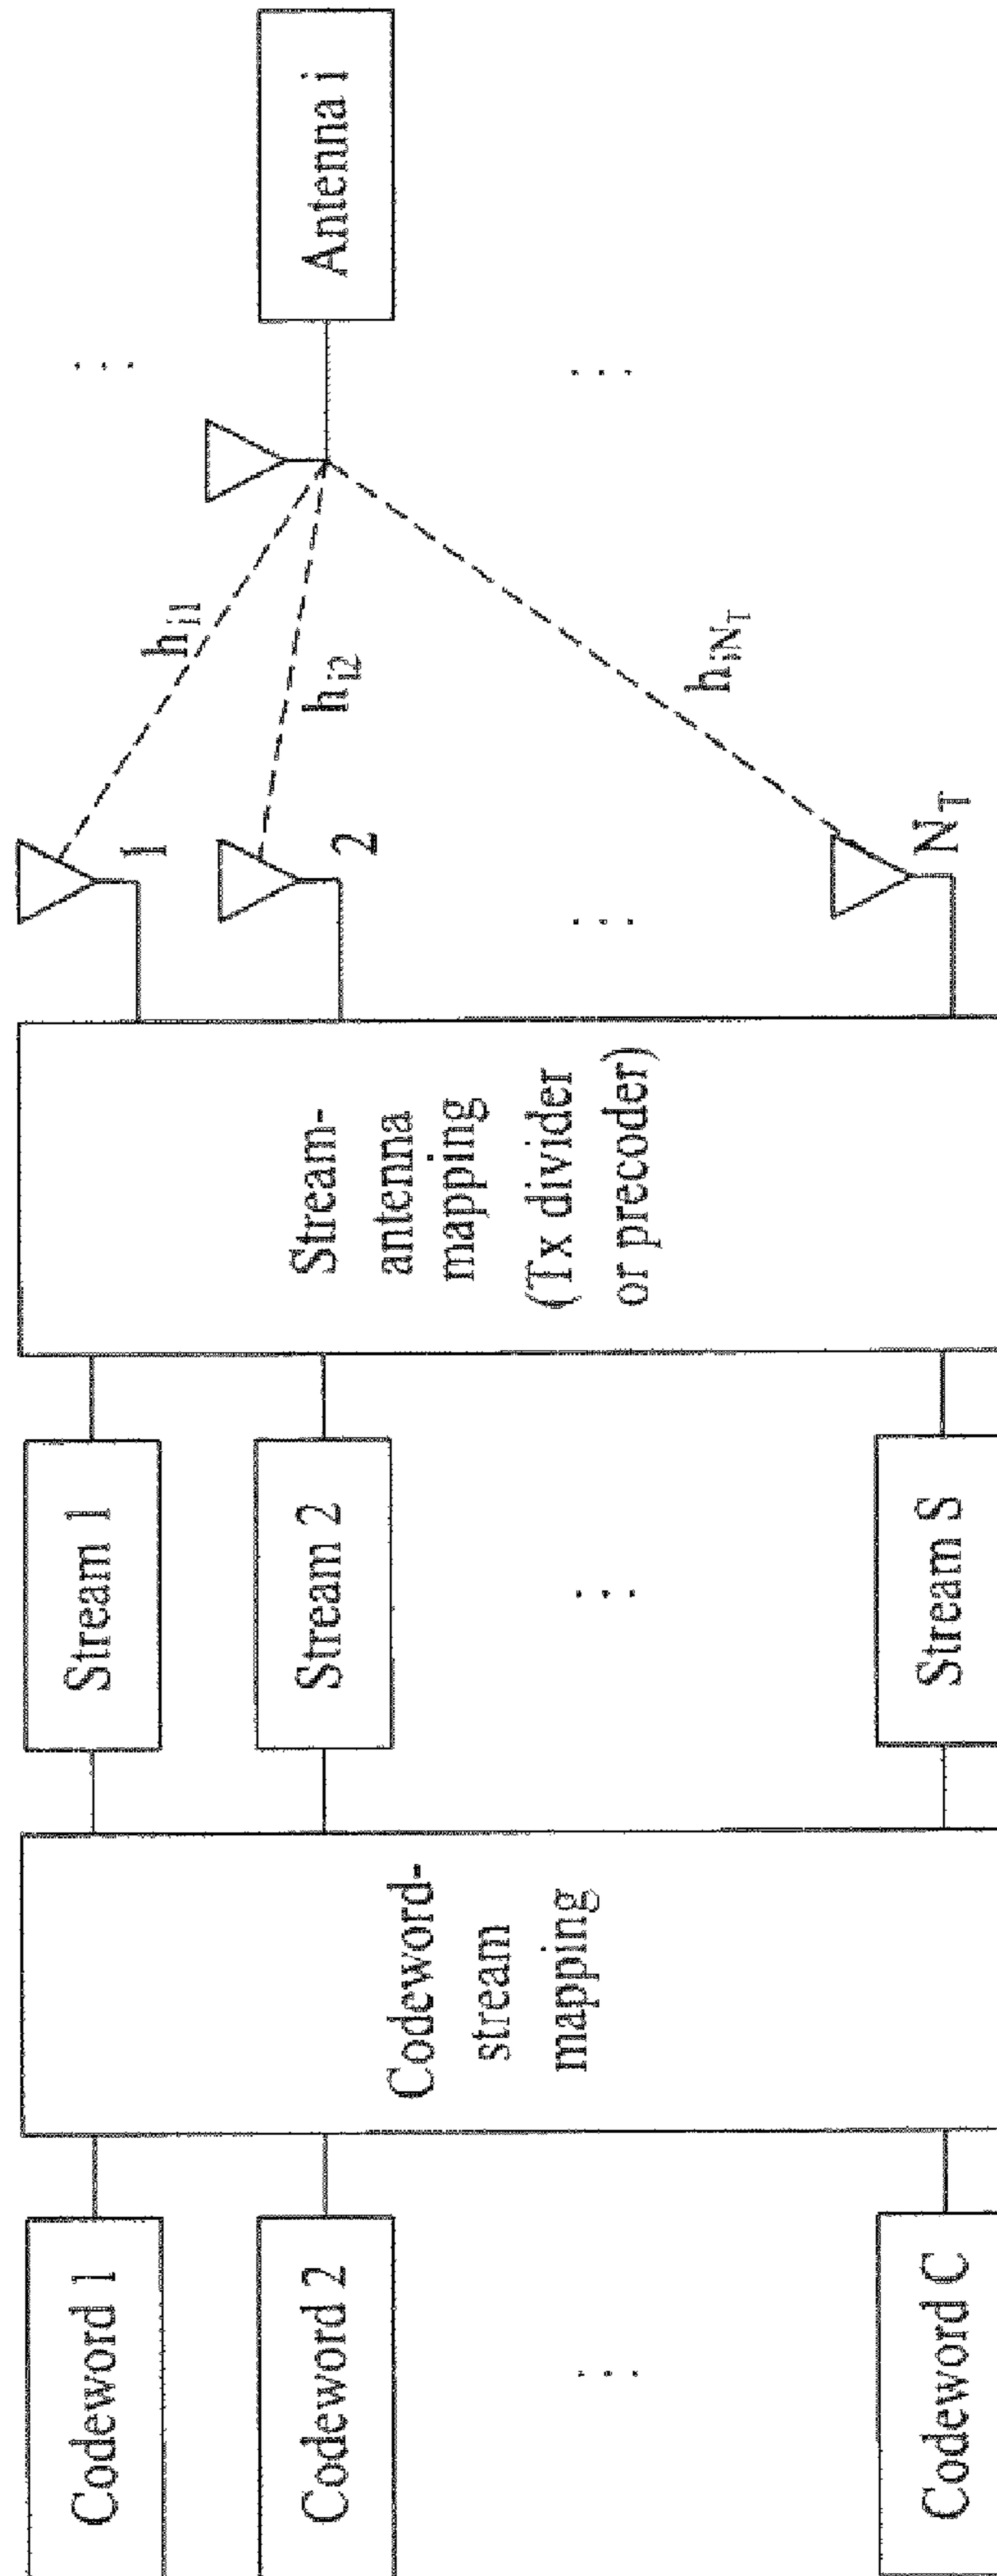 Codeword 1
Codeword 2
...
Codeword C
Codeword-
stream
mapping
Stream 1
Stream 2
...
Stream S
Stream-
antenna
mapping
(Tx divider
or precoder)
1
2
...
N_T
h_i1
h_i2
h_iN_T
...
Antenna i
...